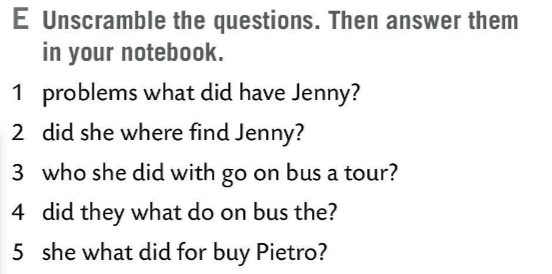 E Unscramble the questions. Then answer them
in your notebook.
1 problems what did have Jenny?
2 did she where find Jenny?
3 who she did with go on bus a tour?
4 did they what do on bus the?
5 she what did for buy Pietro?